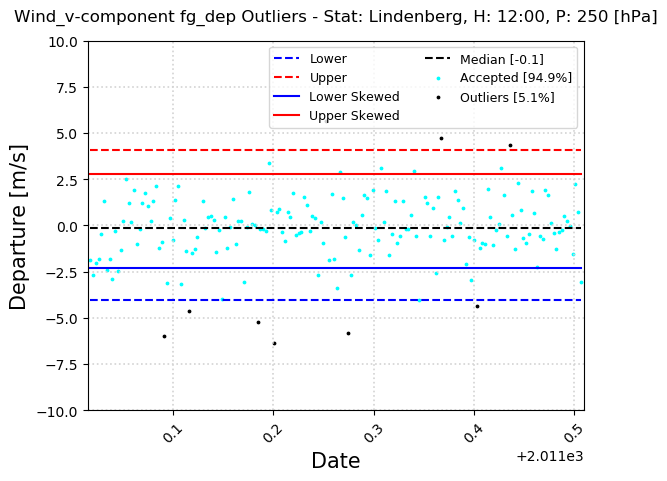 Wind_v-component fg_dep Outliers - Stat: Lindenberg, H: 12:00, P: 250 [hPa]
Lower
Upper
Lower Skewed
Upper Skewed
Median [-0.1]
Accepted [94.9%]
Outliers [5.1%]
Departure [m/s]
10.0
7.5
5.0
2.5
0.0
−2.5
−5.0
−7.5
−10.0
0.1 0.2 0.3 0.4 0.5
+2.011e3
Date